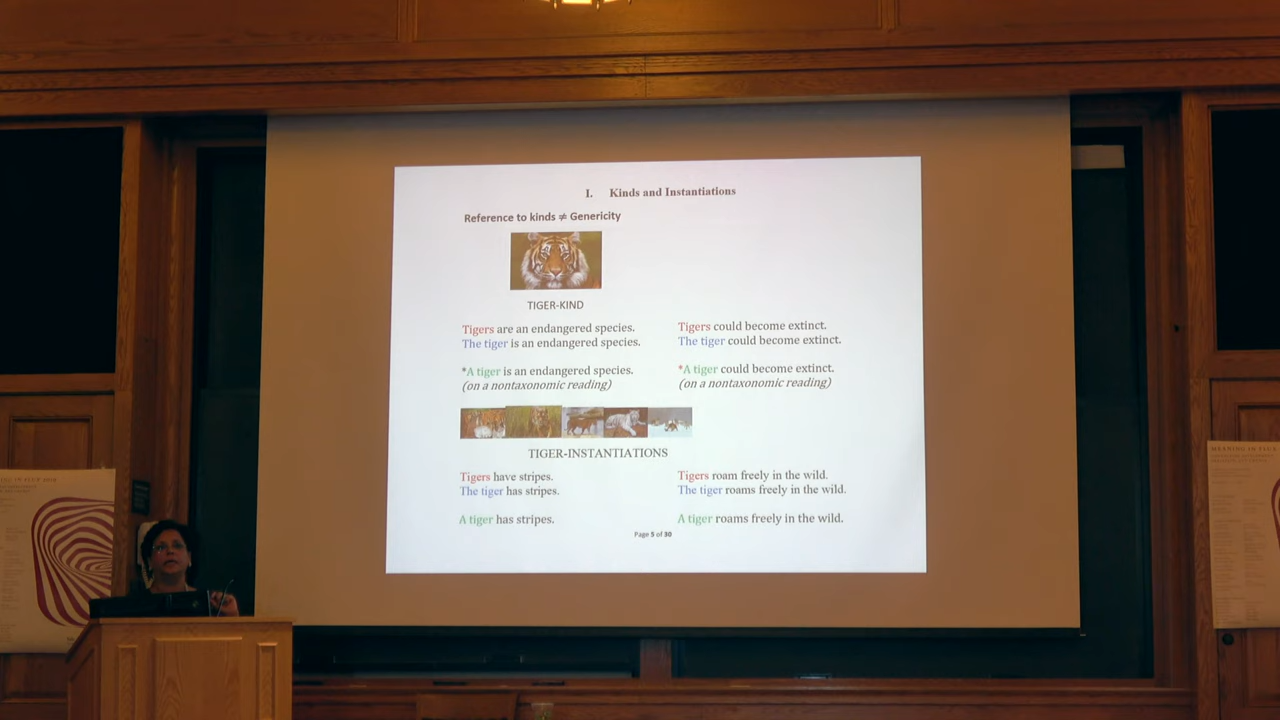 I. Kinds and Instantiations
Reference to kinds ≠ Genericity
TIGER-KIND
Tigers are an endangered species.
The tiger is an endangered species.
*A tiger is an endangered species.
(on a nontaxonomic reading)
Tigers could become extinct.
The tiger could become extinct.
*A tiger could become extinct.
(on a nontaxonomic reading)
TIGER-INSTANTIATIONS
Tigers have stripes.
The tiger has stripes.
A tiger has stripes.
Tigers roam freely in the wild.
The tiger roams freely in the wild.
A tiger roams freely in the wild.
Page 5 of 30
MEANING IN FLUX